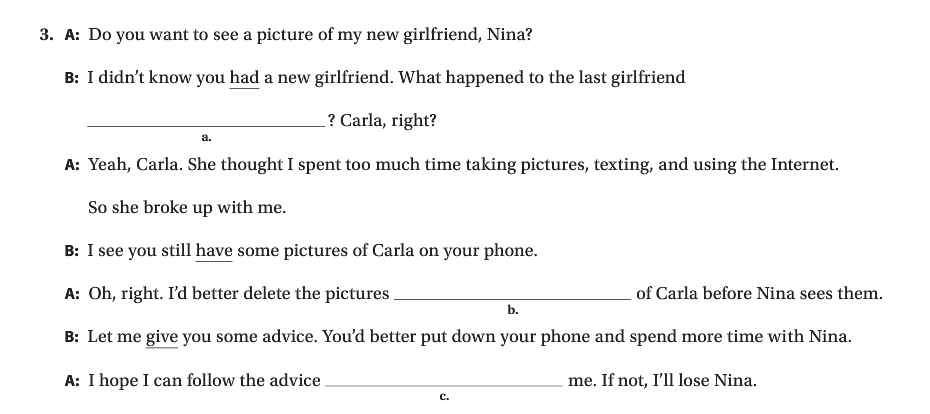 3. A: Do you want to see a picture of my new girlfriend, Nina?
B: I didn't know you had a new girlfriend. What happened to the last girlfriend
____________________? Carla, right?
a.
A: Yeah, Carla. She thought I spent too much time taking pictures, texting, and using the Internet.
So she broke up with me.
B: I see you still have some pictures of Carla on your phone.
A: Oh, right. I'd better delete the pictures ____________________ of Carla before Nina sees them.
b.
B: Let me give you some advice. You'd better put down your phone and spend more time with Nina.
A: I hope I can follow the advice ____________________ me. If not, I'll lose Nina.
c.